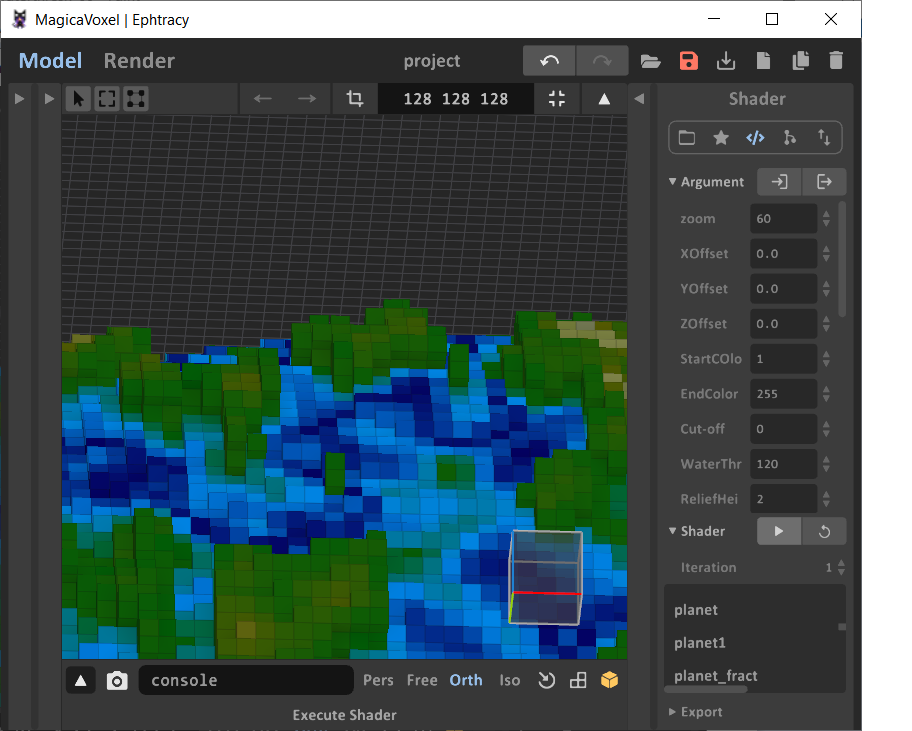 MagicaVoxel | Ephtracy
Model Render project
128 128 128
Shader
Argument
zoom 60
XOffset 0.0
YOffset 0.0
ZOffset 0.0
StartCOlo 1
EndColor 255
Cut-off 0
WaterThr 120
ReliefHei 2
Shader
Iteration 1
planet
planet1
planet_fract
Export
console Pers Free Orth Iso
Execute Shader